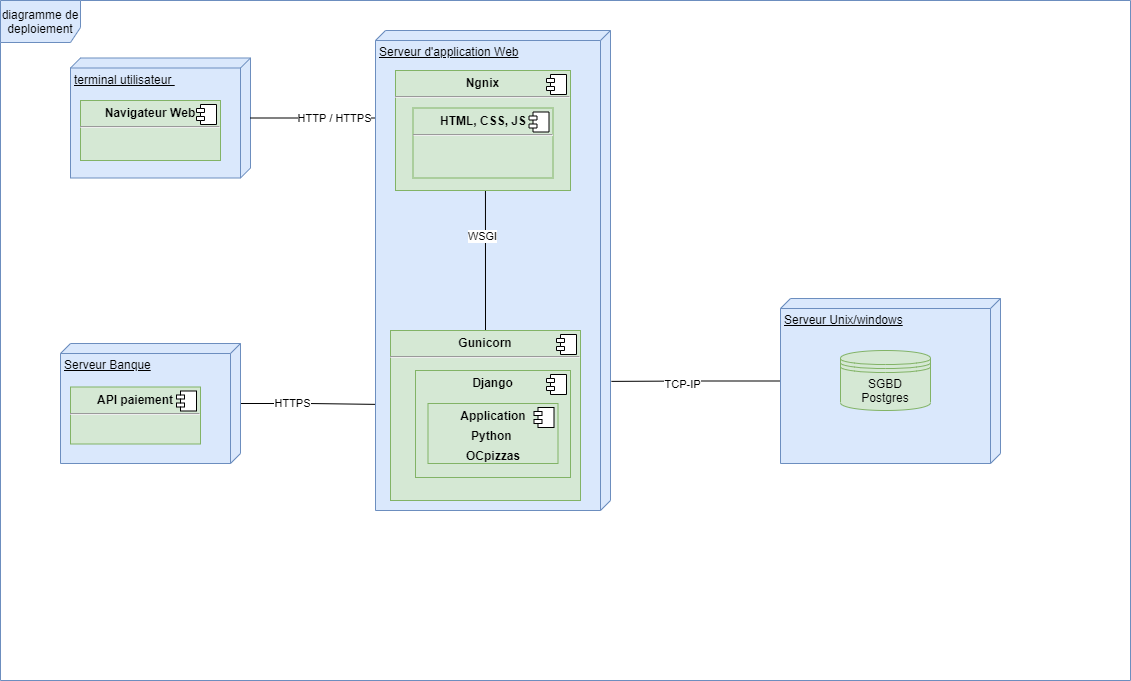 diagramme de
deploiement
Serveur d'application Web
terminal utilisateur
Navigateur Web
Ngnix
HTML, CSS, JS
HTTP / HTTPS
WSGI
Serveur Unix/windows
Gunicorn
Serveur Banque
API paiement
HTTPS
Django
Application
Python
OCpizzas
TCP-IP
SGBD
Postgres